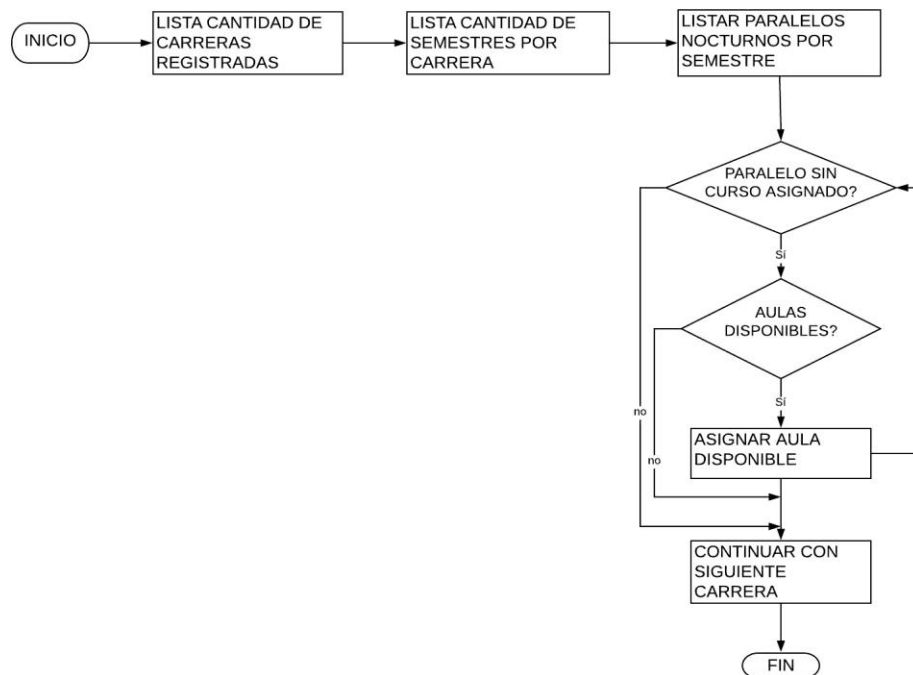 INICIO
LISTA CANTIDAD DE
CARRERAS
REGISTRADAS
LISTA CANTIDAD DE
SEMESTRES POR
CARRERA
LISTAR PARALELOS
NOCTURNOS POR
SEMESTRE
PARALELO SIN
CURSO ASIGNADO?
Sí
AULAS
DISPONIBLES?
Sí
no
no
ASIGNAR AULA
DISPONIBLE
CONTINUAR CON
SIGUIENTE
CARRERA
FIN